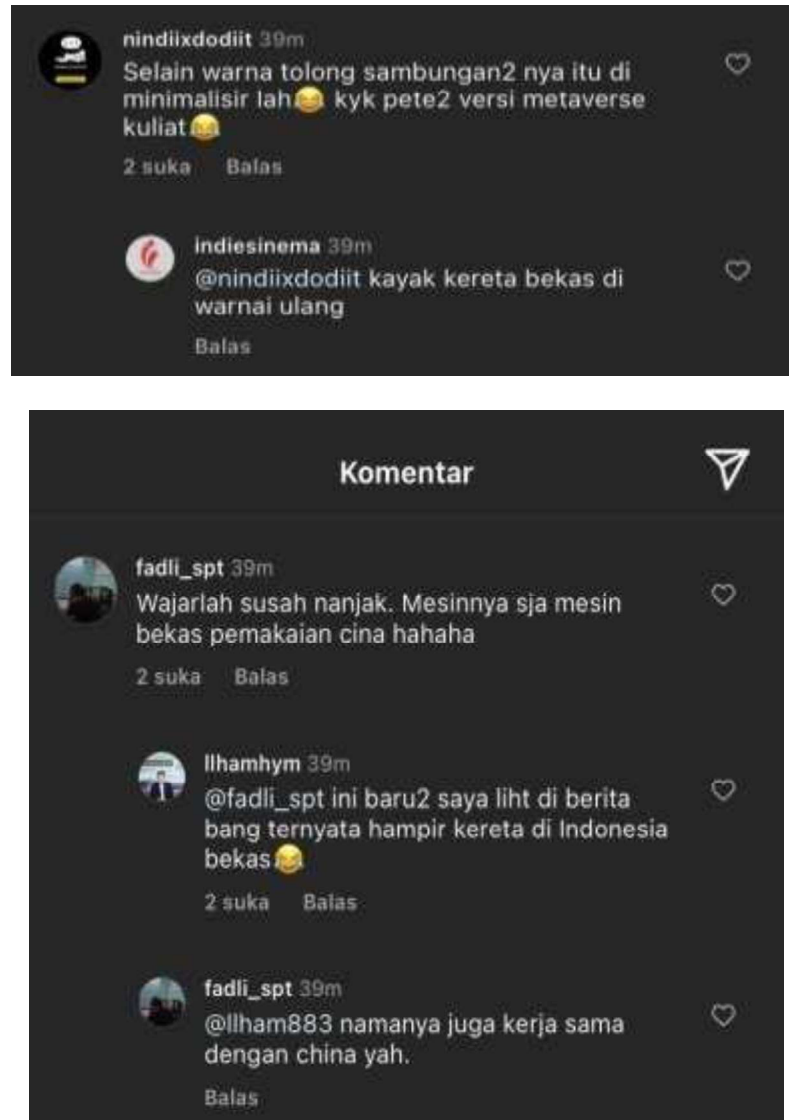 nindiixdodiit 39m
Selain warna tolong sambungan2 nya itu di
minimalisir lah😂 kyk pete2 versi metaverse
kuliat😂
2 suka Balas
indiesinema 39m
@nindiixdodiit kayak kereta bekas di
warnai ulang
Balas
Komentar
fadli_spt 39m
Wajarlah susah nanjak. Mesinnya sja mesin
bekas pemakaian cina hahaha
2 suka Balas
llhamhym 39m
@fadli_spt ini baru2 saya liht di berita
bang ternyata hampir kereta di Indonesia
bekas😂
2 suka Balas
fadli_spt 39m
@llham883 namanya juga kerja sama
dengan china yah.
Balas